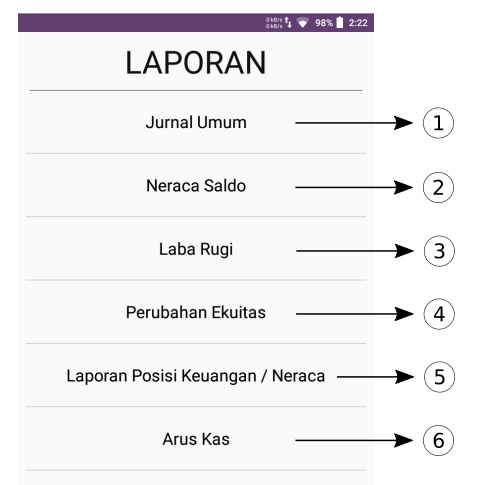 0 kB/s
0 kB/s
98%
2:22
LAPORAN
Jurnal Umum
1
Neraca Saldo
2
Laba Rugi
3
Perubahan Ekuitas
4
Laporan Posisi Keuangan / Neraca
5
Arus Kas
6